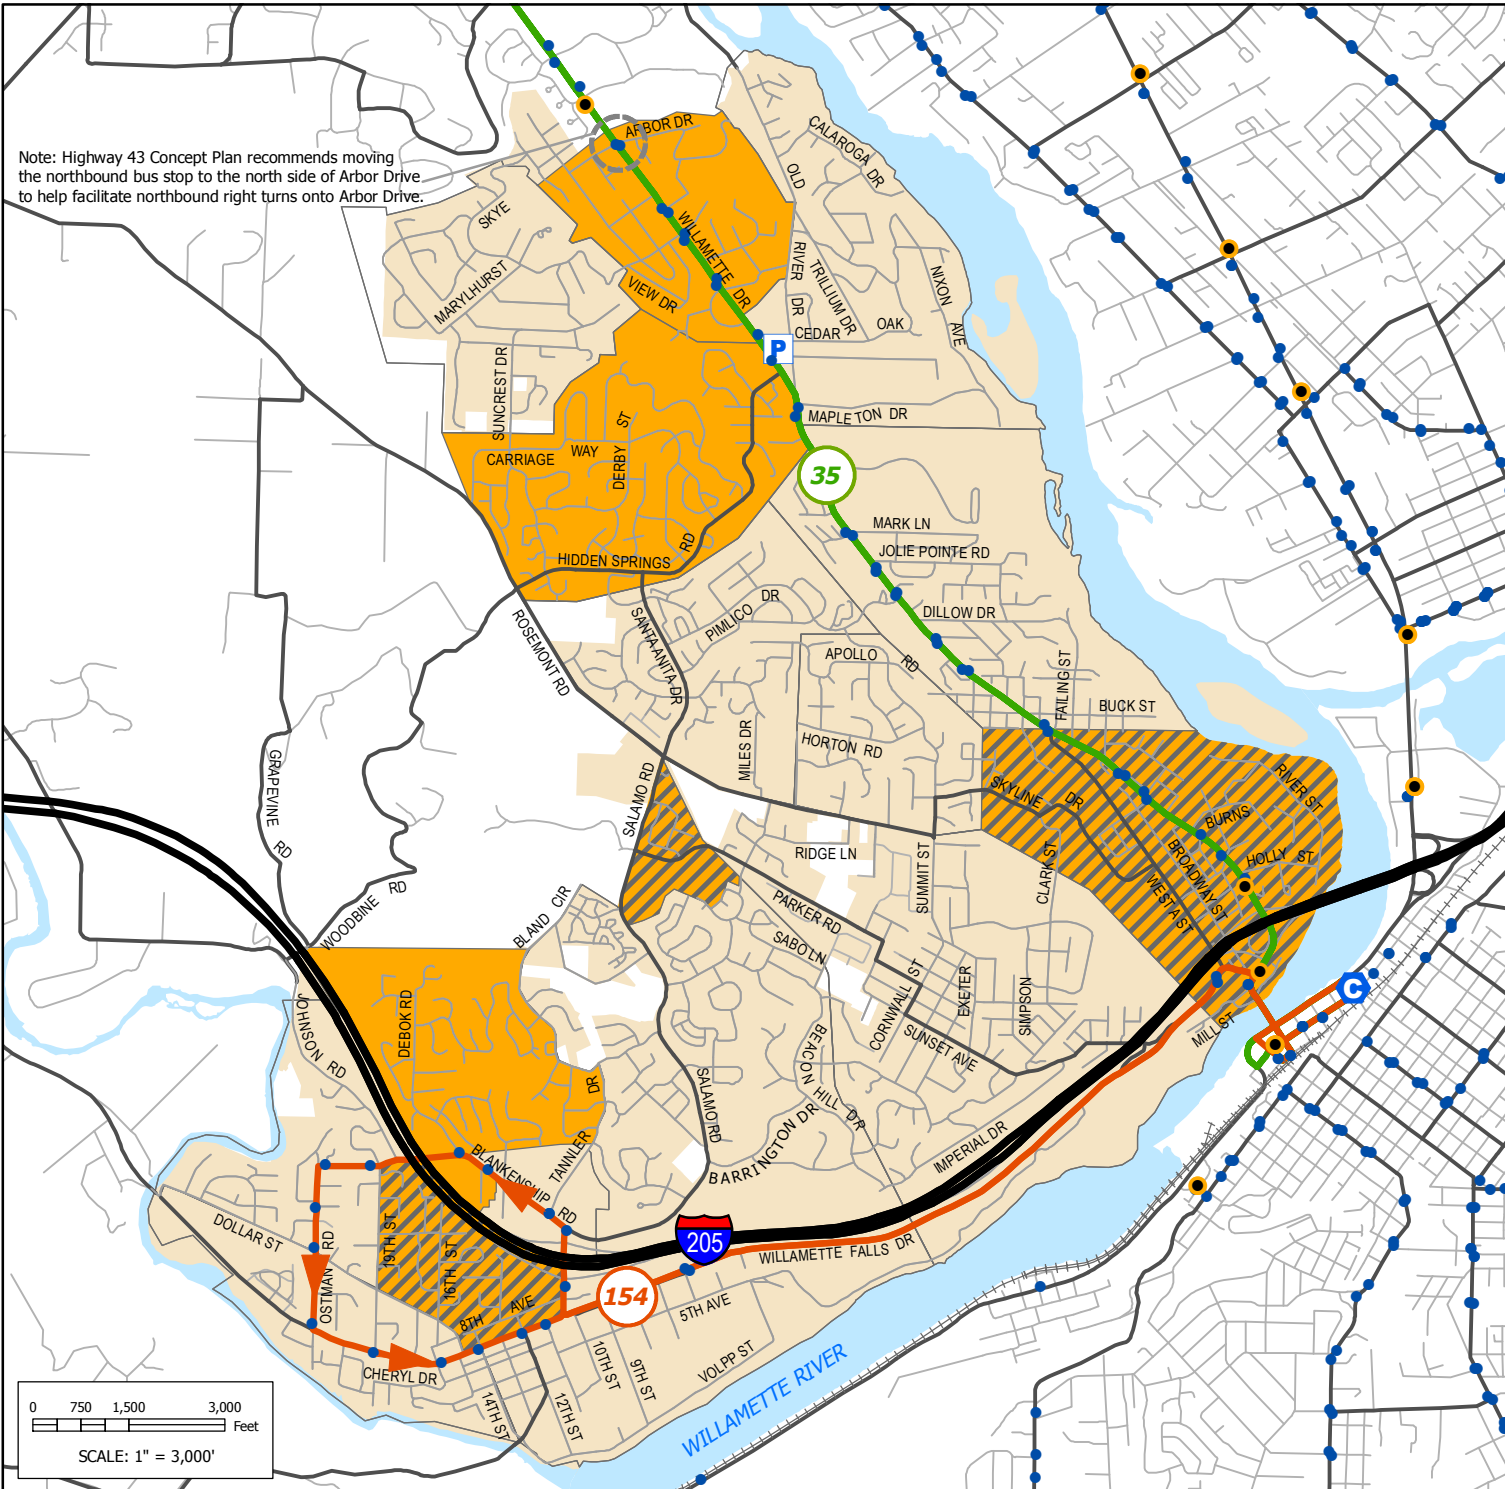 Note: Highway 43 Concept Plan recommends moving
the northbound bus stop to the north side of Arbor Drive
to help facilitate northbound right turns onto Arbor Drive.
ARBOR DR
CALAROGA DR
OLD
RIVER DR
SKYE
MARYLHURST
WILLAMETTE DR
VIEW DR
TRILLIUM DR
NIXON AVE
CEDAR OAK
P
SUNCREST DR
MAPLETON DR
CARRIAGE WAY
DERBY ST
35
MARK LN
JOLIE POINTE RD
HIDDEN SPRINGS RD
DILLOW DR
PIMLICO DR
SANTA ANITA DR
ROSEMONT RD
APOLLO
RD
FAILING ST
BUCK ST
MILES DR
HORTON RD
GRAPEVINE RD
SALAMO RD
SKYLINE DR
RIVER ST
BURNS
RIDGE LN
BROADWAY ST
HOLLY ST
SUMMIT ST
CLARK ST
WEST A ST
WOODBINE RD
BLAND CIR
PARKER RD
SABO LN
CORNWALL ST
EXETER
SIMPSON
C
JOHNSON RD
DEBOK RD
SUNSET AVE
MILL ST
BEACON HILL DR
SALAMO RD
TANNLER DR
BARRINGTON DR
IMPERIAL DR
BLANKENSHIP RD
DOLLAR ST
OSTMAN RD
19TH ST
16TH ST
205
WILLAMETTE FALLS DR
154
8TH AVE
5TH AVE
CHERYL DR
10TH ST
9TH ST
VOLPP ST
14TH ST
12TH ST
WILLAMETTE RIVER
0 750 1,500 3,000
Feet
SCALE: 1" = 3,000'